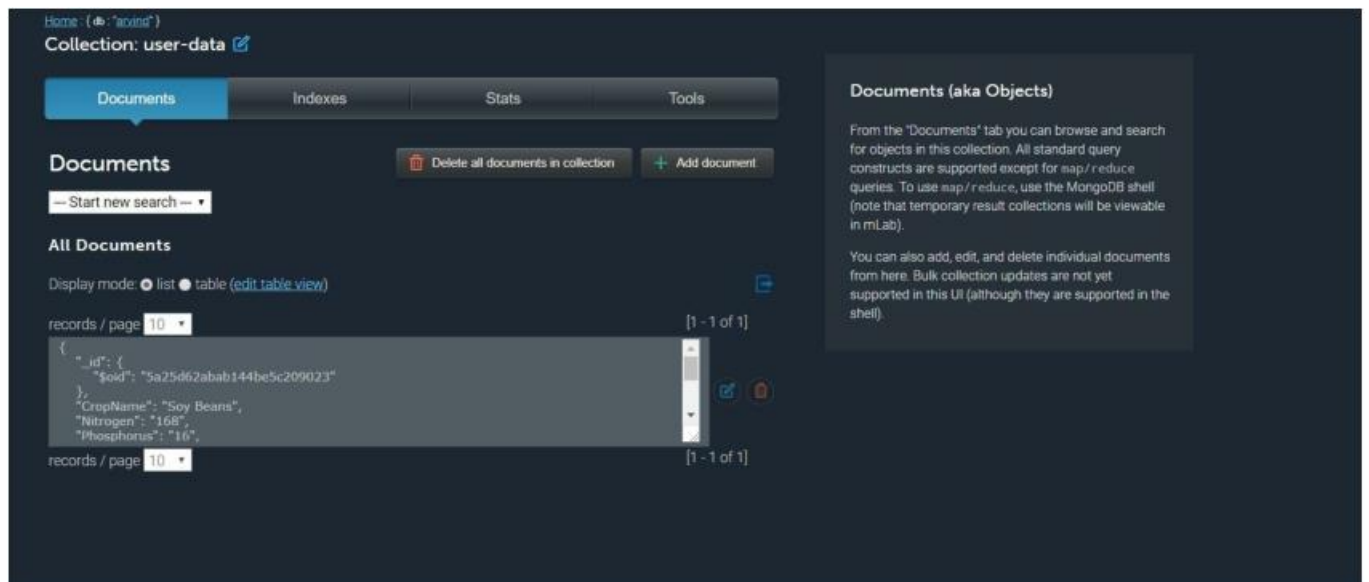 Home : { db : "arvind" }
Collection: user-data
Documents
Indexes
Stats
Tools
Documents
Delete all documents in collection
+ Add document
-- Start new search --
All Documents
Display mode: list table (edit table view)
records / page 10
[1 - 1 of 1]
{
"_id": {
"$oid": "5a25d62abab144be5c209023"
},
"CropName": "Soy Beans",
"Nitrogen": "168",
"Phosphorus": "16",
records / page 10
[1 - 1 of 1]
Documents (aka Objects)
From the "Documents" tab you can browse and search
for objects in this collection. All standard query
constructs are supported except for map/reduce
queries. To use map/reduce, use the MongoDB shell
(note that temporary result collections will be viewable
in mLab).
You can also add, edit, and delete individual documents
from here. Bulk collection updates are not yet
supported in this UI (although they are supported in the
shell).